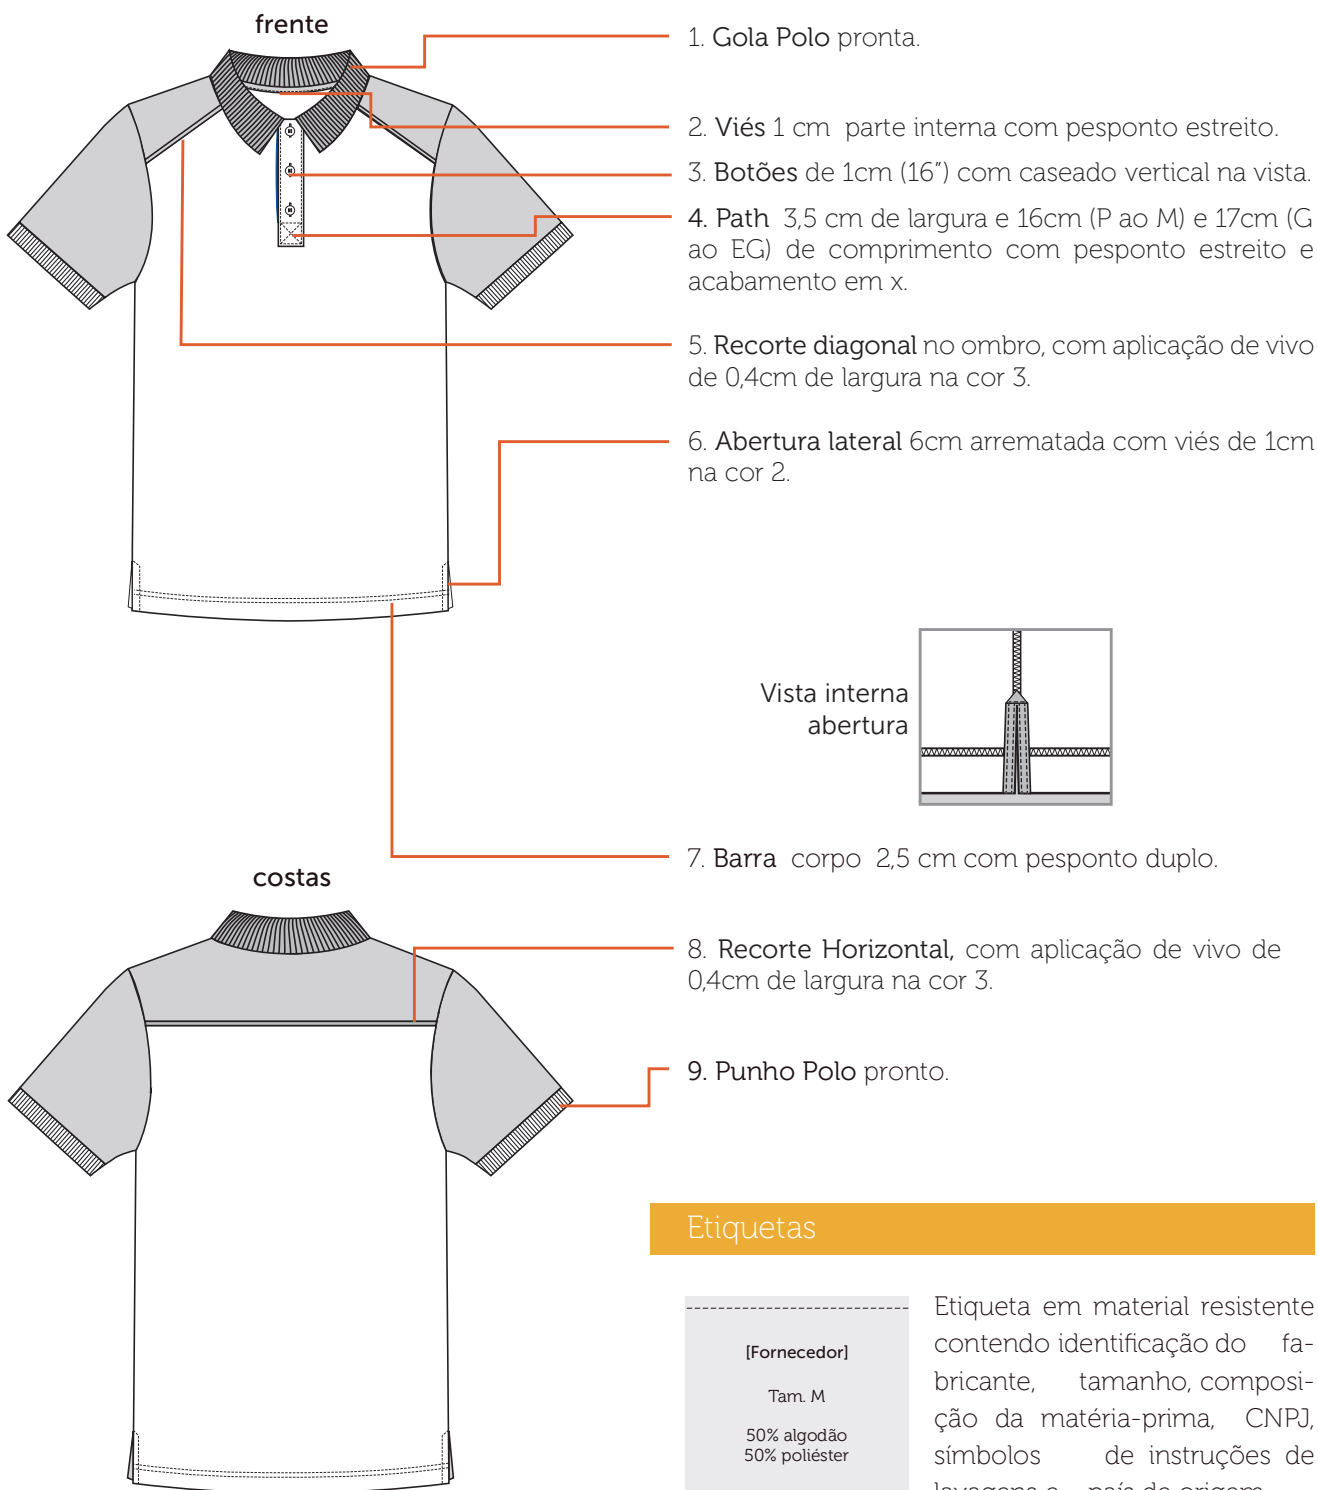 frente
1. Gola Polo pronta.
2. Viés 1 cm parte interna com pesponto estreito.
3. Botões de 1cm (16”) com caseado vertical na vista.
4. Path 3,5 cm de largura e 16cm (P ao M) e 17cm (G
ao EG) de comprimento com pesponto estreito e
acabamento em x.
5. Recorte diagonal no ombro, com aplicação de vivo
de 0,4cm de largura na cor 3.
6. Abertura lateral 6cm arrematada com viés de 1cm
na cor 2.
Vista interna
abertura
7. Barra corpo 2,5 cm com pesponto duplo.
costas
8. Recorte Horizontal, com aplicação de vivo de
0,4cm de largura na cor 3.
9. Punho Polo pronto.
Etiquetas
[Fornecedor]
Tam. M
50% algodão
50% poliéster
Etiqueta em material resistente
contendo identificação do fa-
bricante, tamanho, composi-
ção da matéria-prima, CNPJ,
símbolos de instruções de
lavagens e país de origem